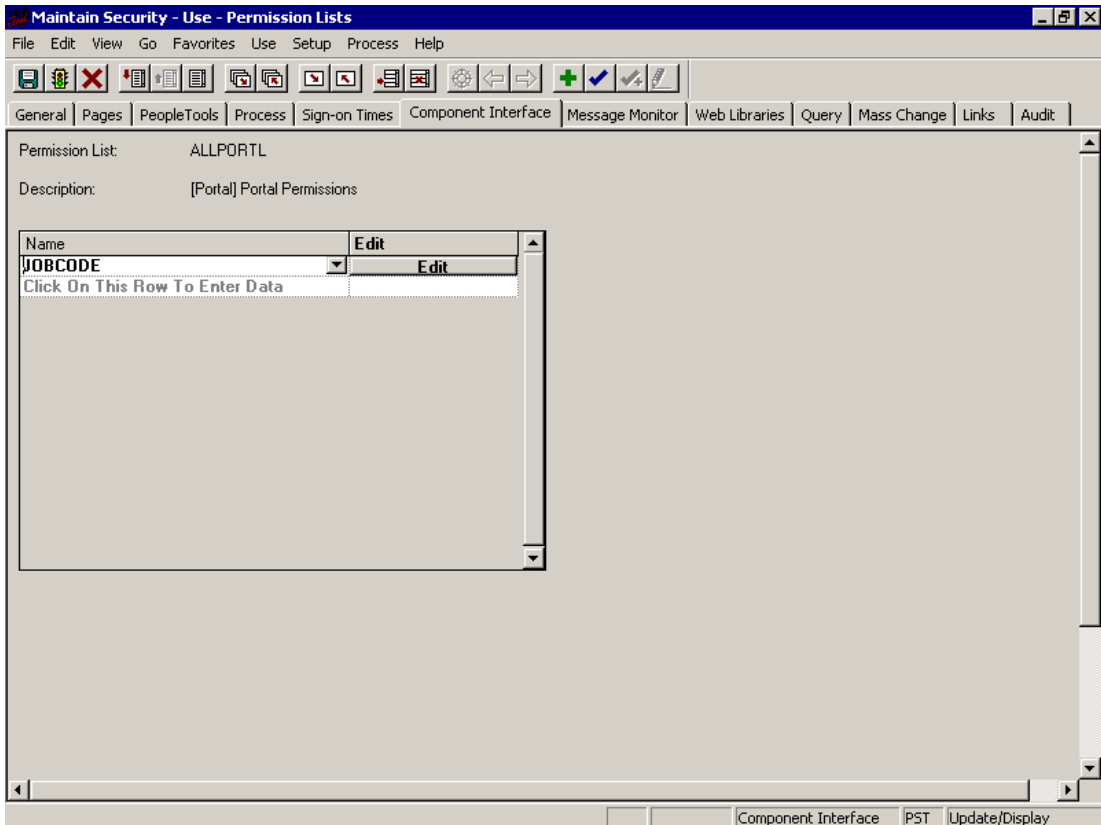 Maintain Security - Use - Permission Lists
File Edit View Go Favorites Use Setup Process Help
General Pages PeopleTools Process Sign-on Times Component Interface Message Monitor Web Libraries Query Mass Change Links Audit
Permission List: ALLPORTL
Description: [Portal] Portal Permissions
Name Edit
JOBCODE Edit
Click On This Row To Enter Data
Component Interface PST Update/Display